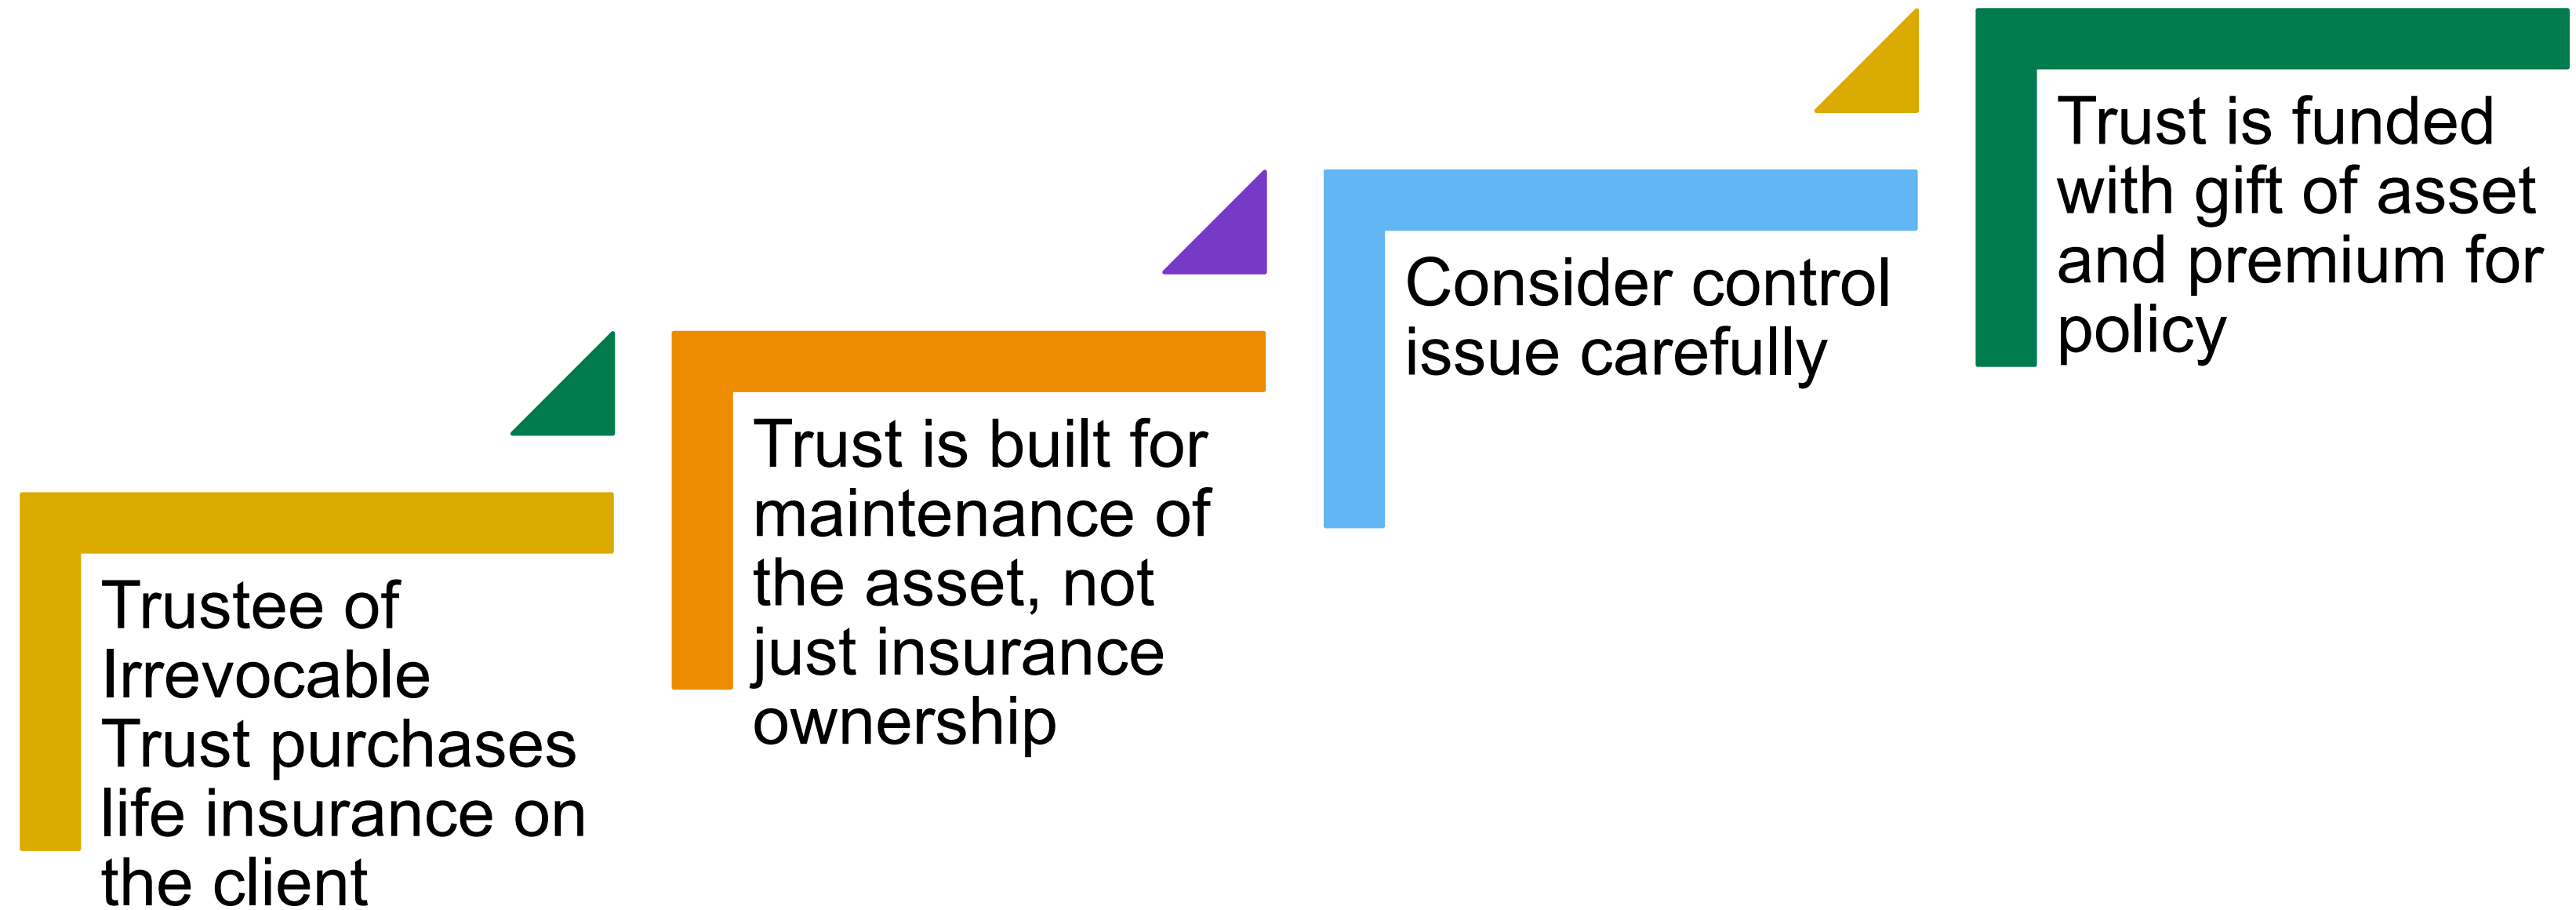 Trustee of
Irrevocable
Trust purchases
life insurance on
the client
Trust is built for
maintenance of
the asset, not
just insurance
ownership
Consider control
issue carefully
Trust is funded
with gift of asset
and premium for
policy